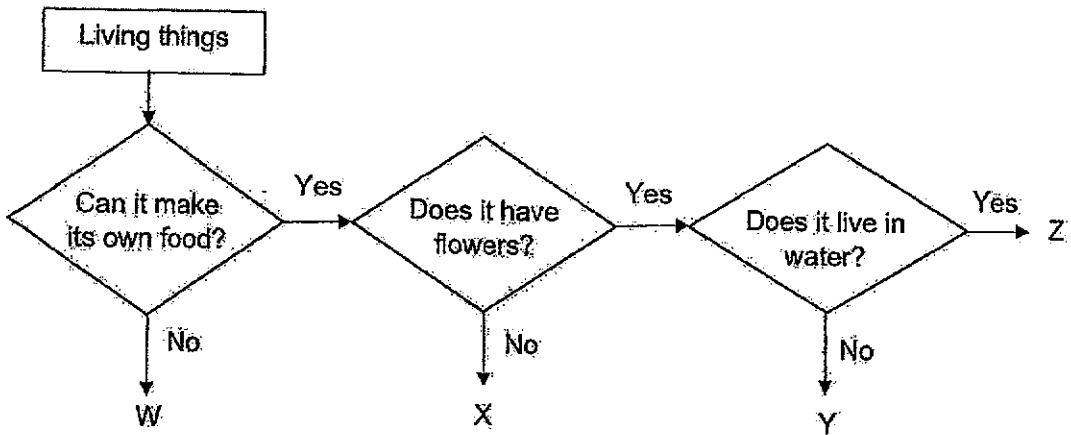 Living things
Can it make
its own food?
Yes
Does it have
flowers?
Yes
Does it live in
water?
Yes
Z
No
W
No
X
No
Y